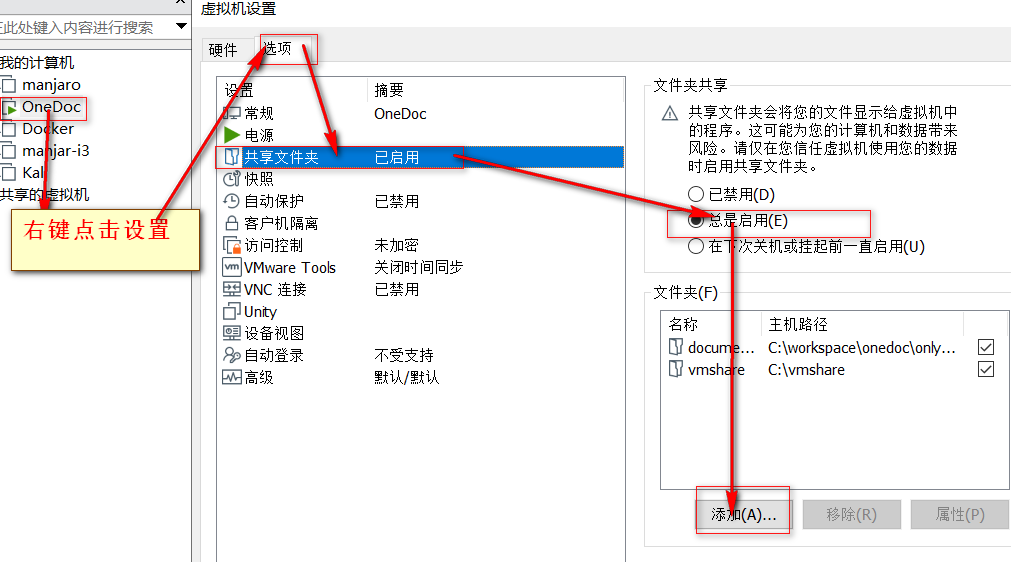 虚拟机设置
在此处键入内容进行搜索
我的计算机
manjaro
OneDoc
Docker
manjar-i3
Kali
共享的虚拟机
右键点击设置
硬件
选项
设置 摘要
常规 OneDoc
电源
共享文件夹 已启用
快照
自动保护 已禁用
客户机隔离
访问控制 未加密
VMware Tools 关闭时间同步
VNC 连接 已禁用
Unity
设备视图
自动登录 不受支持
高级 默认/默认
文件夹共享
共享文件夹会将您的文件显示给虚拟机中
的程序。这可能为您的计算机和数据带来
风险。请仅在您信任虚拟机使用您的数据
时启用共享文件夹。
已禁用(D)
总是启用(E)
在下次关机或挂起前一直启用(U)
文件夹(F)
名称 主机路径
docume... C:\workspace\onedoc\only...
vmshare C:\vmshare
添加(A)... 移除(R) 属性(P)